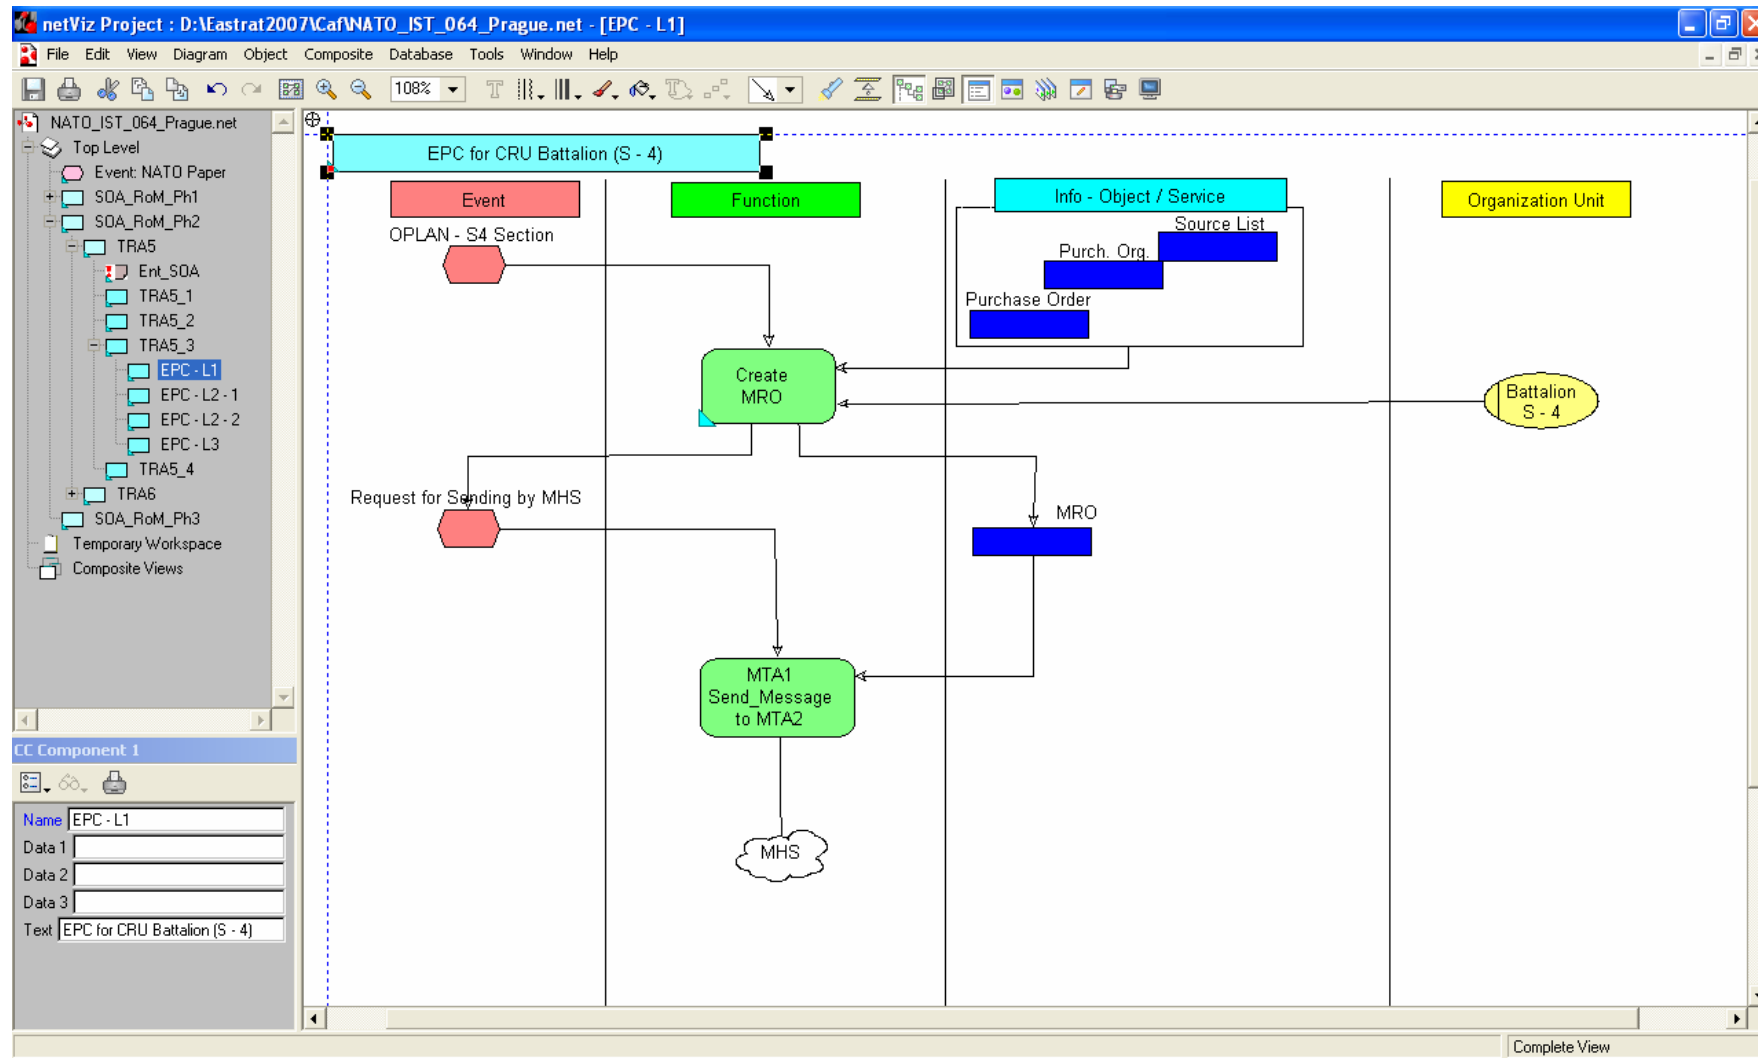 netViz Project : D:\Eastrat2007\Caf\NATO_IST_064_Prague.net - [EPC - L1]
File Edit View Diagram Object Composite Database Tools Window Help
108%
NATO_IST_064_Prague.net
Top Level
Event: NATO Paper
SOA_RoM_Ph1
SOA_RoM_Ph2
TRA5
Ent_SOA
TRA5_1
TRA5_2
TRA5_3
EPC - L1
EPC - L2 - 1
EPC - L2 - 2
EPC - L3
TRA5_4
TRA6
SOA_RoM_Ph3
Temporary Workspace
Composite Views
CC Component 1
Name EPC - L1
Data 1
Data 2
Data 3
Text EPC for CRU Battalion (S - 4)
EPC for CRU Battalion (S - 4)
Event
Function
Info - Object / Service
Organization Unit
OPLAN - S4 Section
Source List
Purch. Org.
Purchase Order
Create
MRO
Battalion
S - 4
Request for Sending by MHS
MRO
MTA1
Send_Message
to MTA2
MHS
Complete View